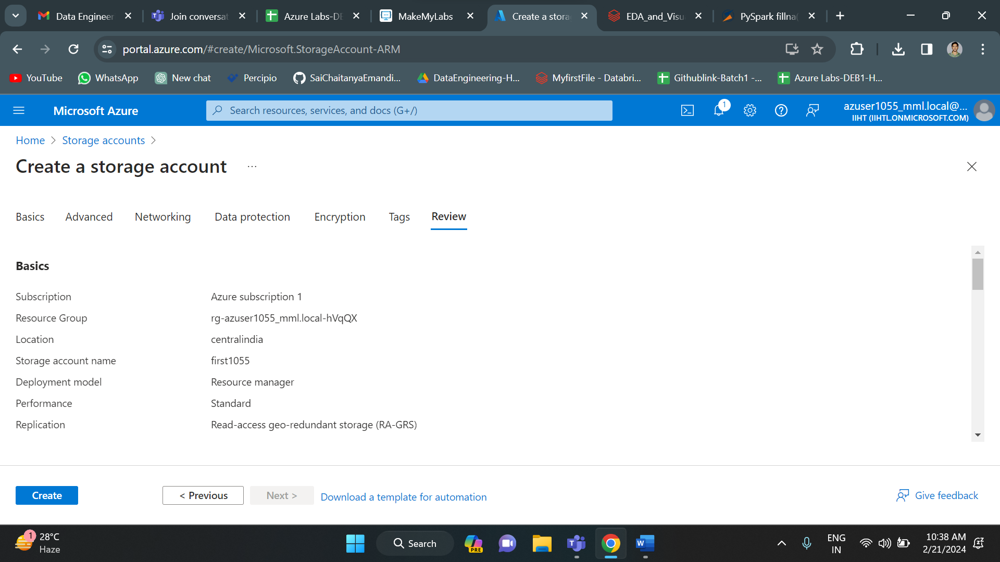 Data Engineer
Join conversat
Azure Labs-DE
MakeMyLabs
Create a stora
EDA_and_Visu
PySpark fillna(
portal.azure.com/#create/Microsoft.StorageAccount-ARM
YouTube
WhatsApp
New chat
Percipio
SaiChaitanyaEmandi...
DataEngineering-H...
MyfirstFile - Databri...
Githublink-Batch1 -...
Azure Labs-DEB1-H...
Microsoft Azure
Search resources, services, and docs (G+/)
1
azuser1055_mml.local@...
IIHT (IIHTL.ONMICROSOFT.COM)
Home > Storage accounts >
Create a storage account ...
Basics
Advanced
Networking
Data protection
Encryption
Tags
Review
Basics
Subscription Azure subscription 1
Resource Group rg-azuser1055_mml.local-hVqQX
Location centralindia
Storage account name first1055
Deployment model Resource manager
Performance Standard
Replication Read-access geo-redundant storage (RA-GRS)
Create
< Previous
Next >
Download a template for automation
Give feedback
1
28°C
Haze
Search
PRE
T
W
ENG
IN
10:38 AM
2/21/2024